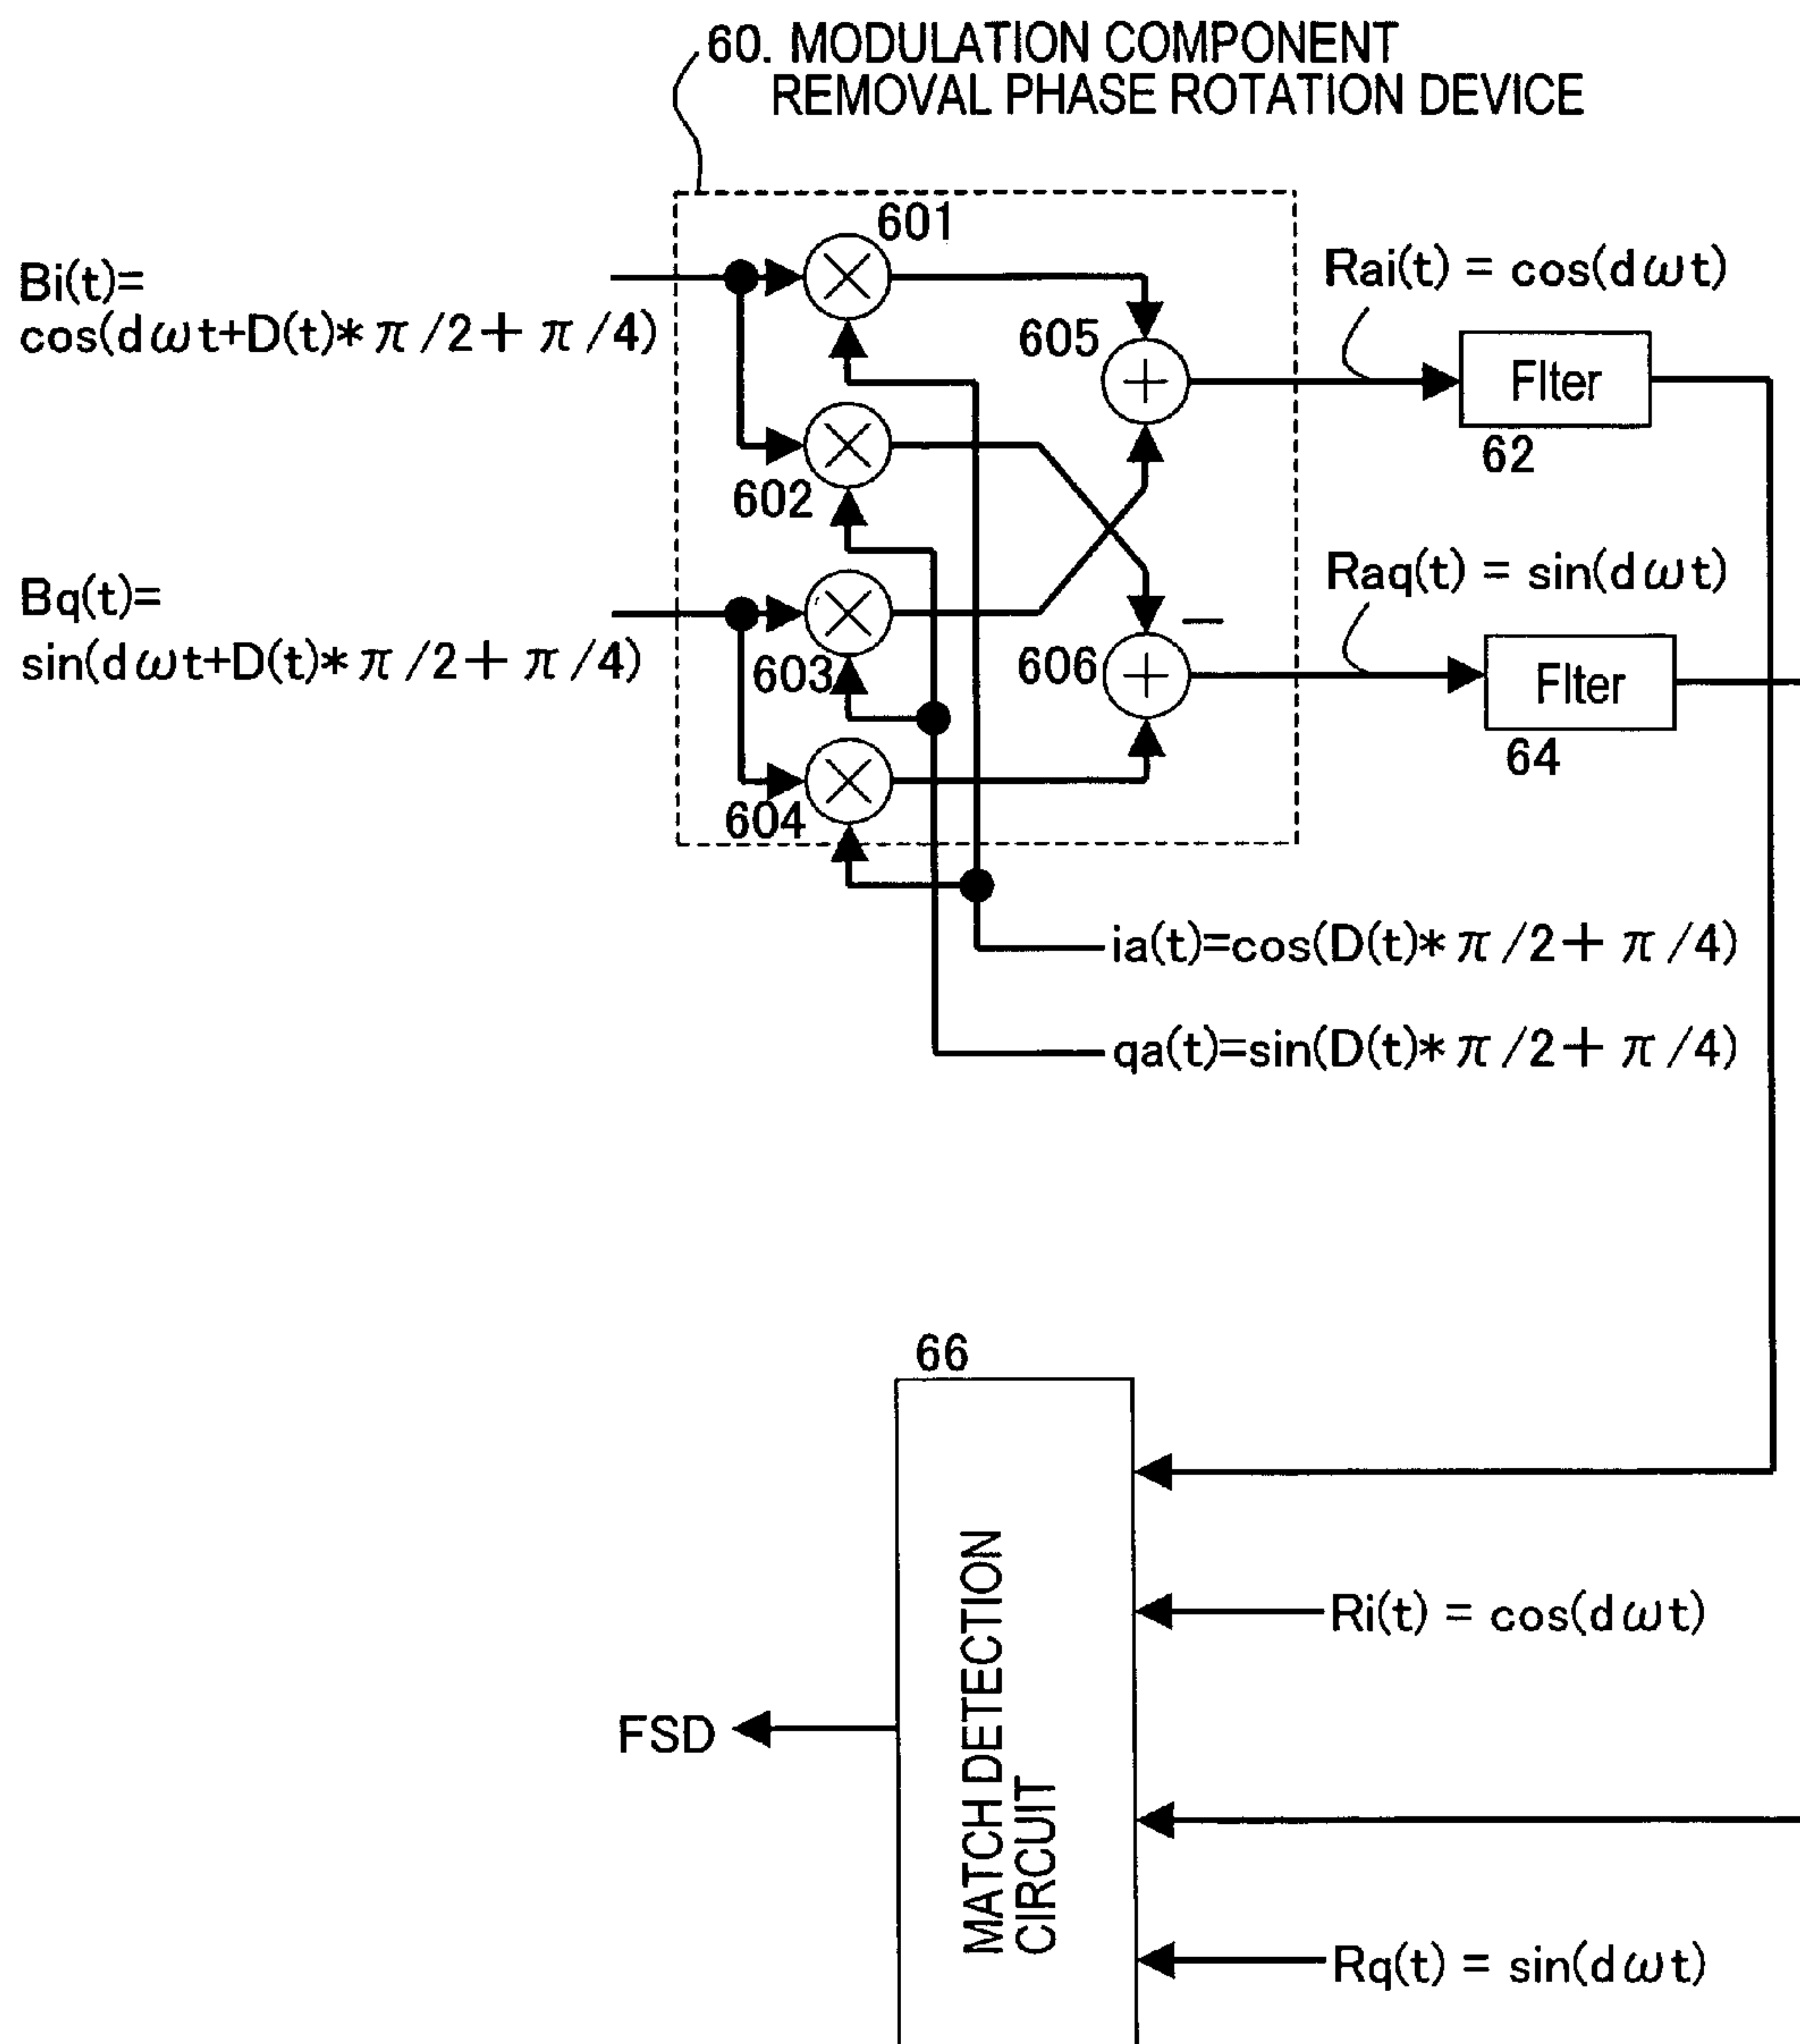 60. MODULATION COMPONENT
REMOVAL PHASE ROTATION DEVICE
601
Bi(t)=
cos(dωt+D(t)*π/2+π/4)
Rai(t) = cos(dωt)
605
Flter
62
602
Bq(t)=
sin(dωt+D(t)*π/2+π/4)
Raq(t) = sin(dωt)
603
606
−
Flter
64
604
ia(t)=cos(D(t)*π/2+π/4)
qa(t)=sin(D(t)*π/2+π/4)
66
MATCH DETECTION
CIRCUIT
Ri(t) = cos(dωt)
FSD
Rq(t) = sin(dωt)